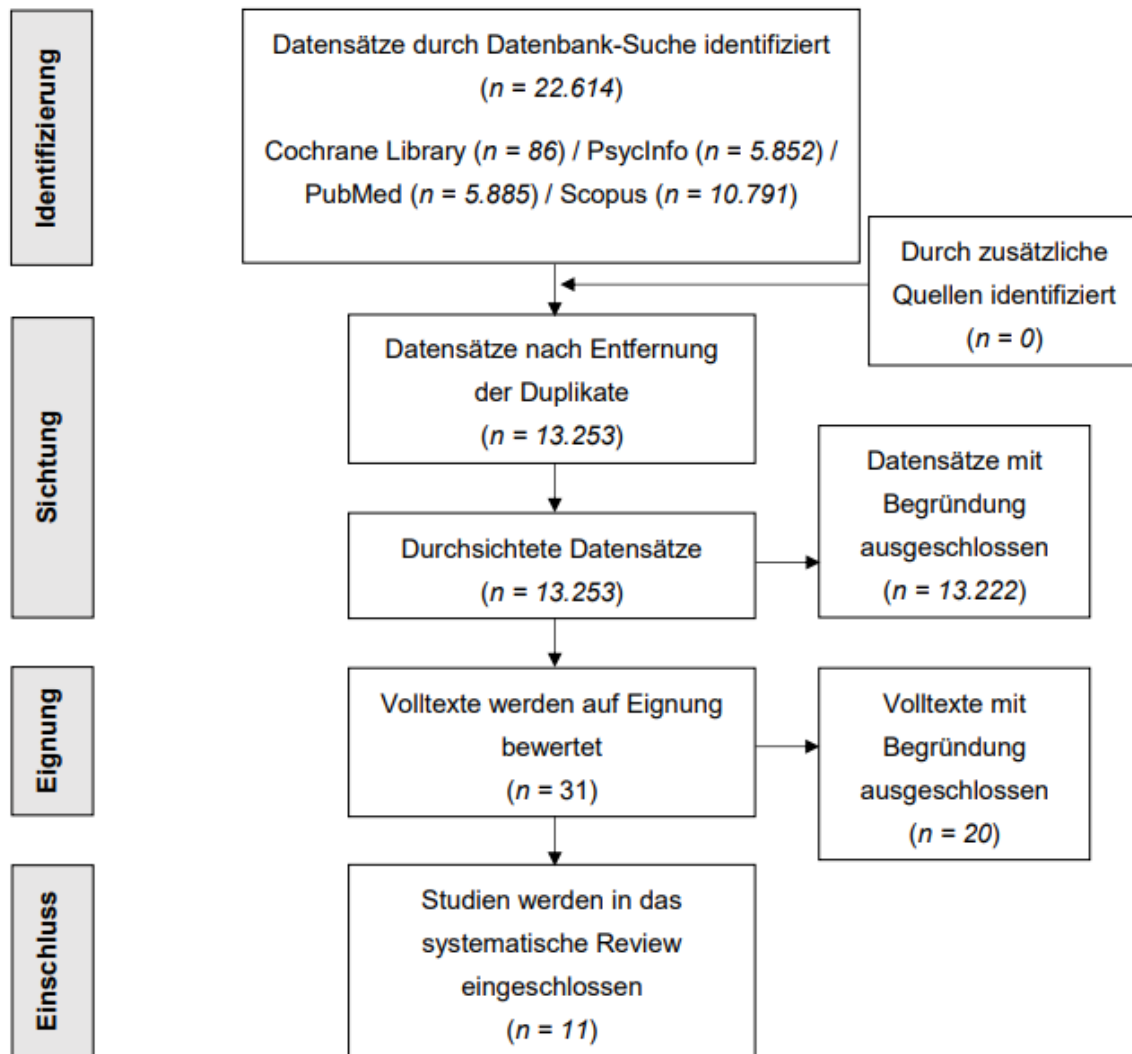 Identifizierung
Datensätze durch Datenbank-Suche identifiziert
(n = 22.614)
Cochrane Library (n = 86) / PsycInfo (n = 5.852) /
PubMed (n = 5.885) / Scopus (n = 10.791)
Durch zusätzliche
Quellen identifiziert
(n = 0)
Sichtung
Datensätze nach Entfernung
der Duplikate
(n = 13.253)
Durchsichtete Datensätze
(n = 13.253)
Datensätze mit
Begründung
ausgeschlossen
(n = 13.222)
Eignung
Volltexte werden auf Eignung
bewertet
(n = 31)
Volltexte mit
Begründung
ausgeschlossen
(n = 20)
Einschluss
Studien werden in das
systematische Review
eingeschlossen
(n = 11)